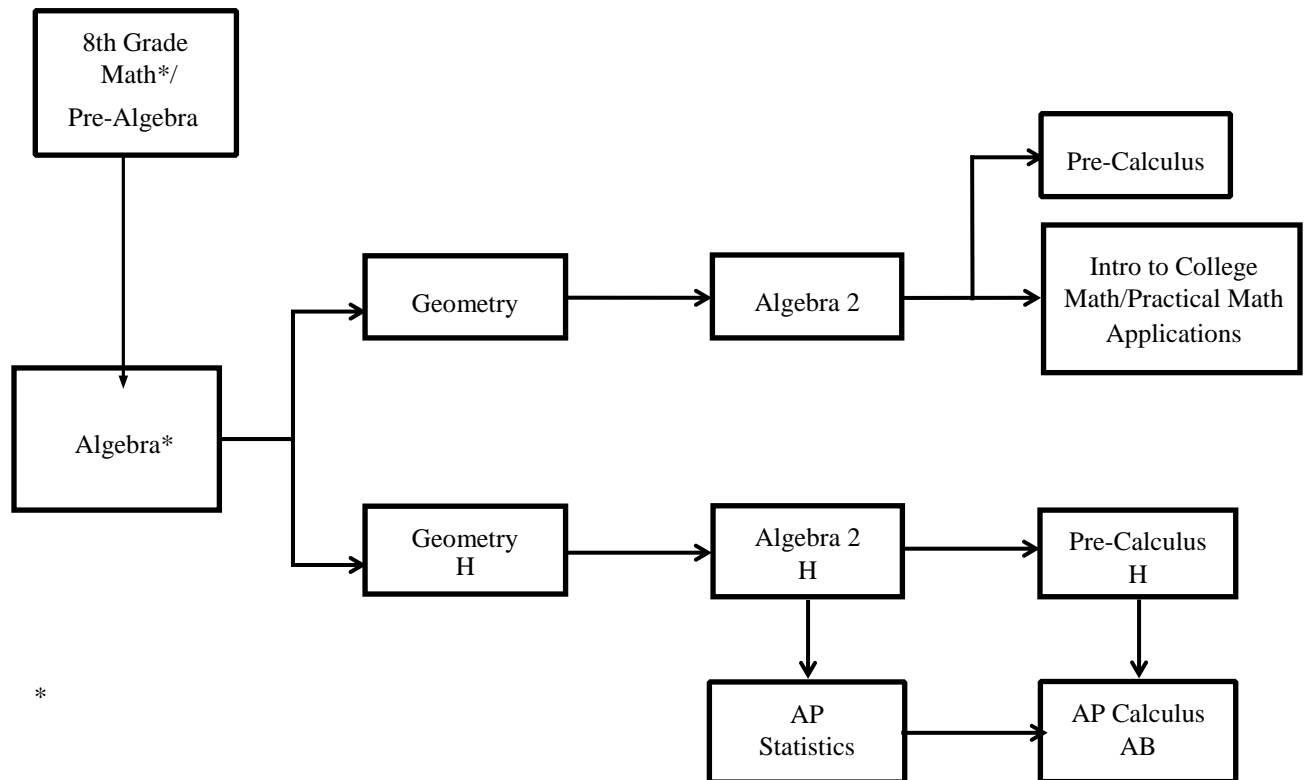 8th Grade
Math*/
Pre-Algebra
Pre-Calculus
Intro to College
Math/Practical Math
Applications
Geometry
Algebra 2
Algebra*
Geometry
H
Algebra 2
H
Pre-Calculus
H
*
AP
Statistics
AP Calculus
AB